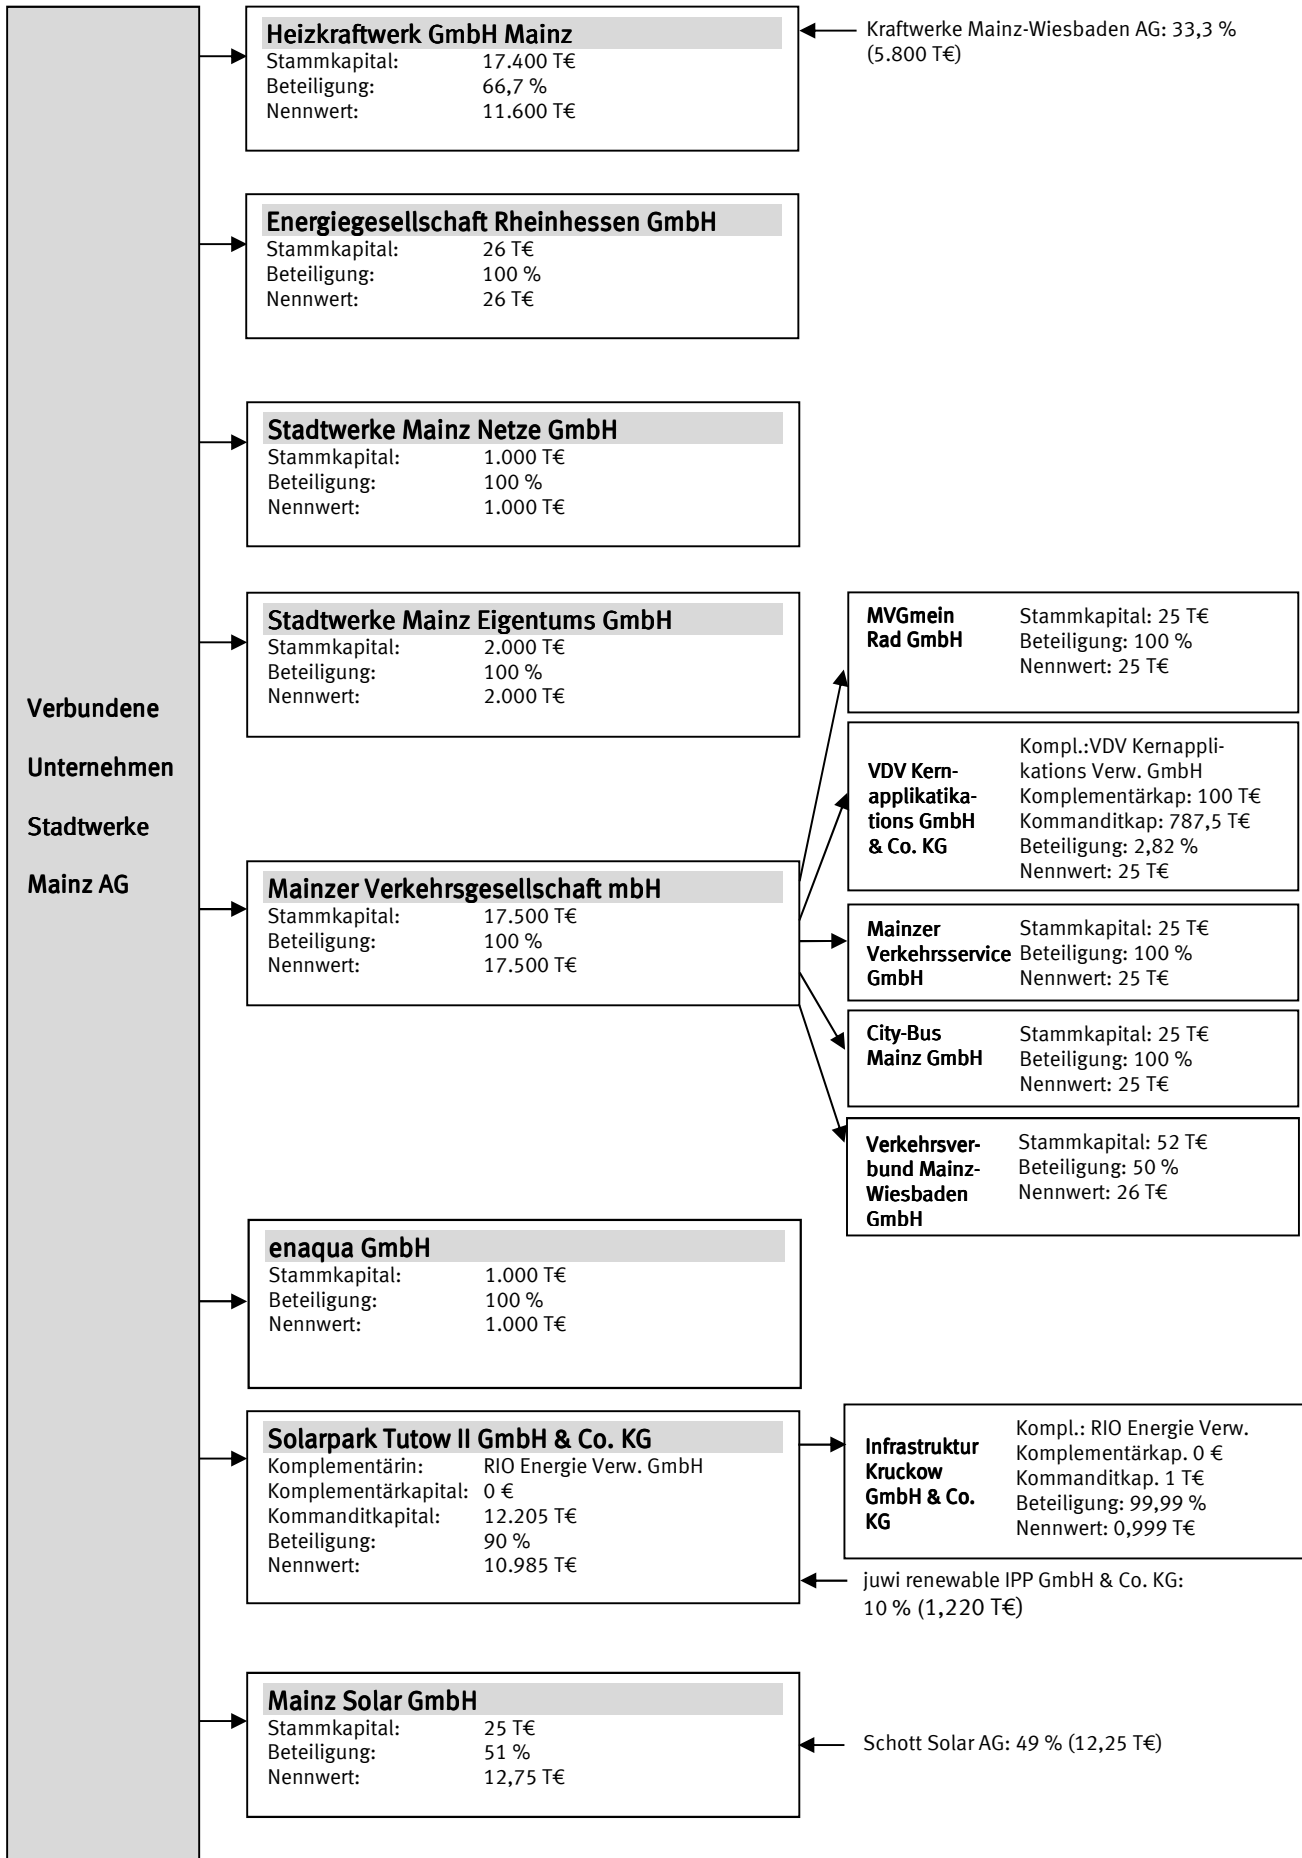 Verbundene
Unternehmen
Stadtwerke
Mainz AG
Heizkraftwerk GmbH Mainz
Stammkapital: 17.400 T€
Beteiligung: 66,7 %
Nennwert: 11.600 T€
Kraftwerke Mainz-Wiesbaden AG: 33,3 %
(5.800 T€)
Energiegesellschaft Rheinhessen GmbH
Stammkapital: 26 T€
Beteiligung: 100 %
Nennwert: 26 T€
Stadtwerke Mainz Netze GmbH
Stammkapital: 1.000 T€
Beteiligung: 100 %
Nennwert: 1.000 T€
Stadtwerke Mainz Eigentums GmbH
Stammkapital: 2.000 T€
Beteiligung: 100 %
Nennwert: 2.000 T€
Mainzer Verkehrsgesellschaft mbH
Stammkapital: 17.500 T€
Beteiligung: 100 %
Nennwert: 17.500 T€
MVGmein
Rad GmbH
Stammkapital: 25 T€
Beteiligung: 100 %
Nennwert: 25 T€
VDV Kern-
applikatika-
tions GmbH
& Co. KG
Kompl.:VDV Kernappli-
kations Verw. GmbH
Komplementärkap: 100 T€
Kommanditkap: 787,5 T€
Beteiligung: 2,82 %
Nennwert: 25 T€
Mainzer
Verkehrsservice
GmbH
Stammkapital: 25 T€
Beteiligung: 100 %
Nennwert: 25 T€
City-Bus
Mainz GmbH
Stammkapital: 25 T€
Beteiligung: 100 %
Nennwert: 25 T€
Verkehrsver-
bund Mainz-
Wiesbaden
GmbH
Stammkapital: 52 T€
Beteiligung: 50 %
Nennwert: 26 T€
enaqua GmbH
Stammkapital: 1.000 T€
Beteiligung: 100 %
Nennwert: 1.000 T€
Solarpark Tutow II GmbH & Co. KG
Komplementärin: RIO Energie Verw. GmbH
Komplementärkapital: 0 €
Kommanditkapital: 12.205 T€
Beteiligung: 90 %
Nennwert: 10.985 T€
Infrastruktur
Kruckow
GmbH & Co.
KG
Kompl.: RIO Energie Verw.
Komplementärkap. 0 €
Kommanditkap. 1 T€
Beteiligung: 99,99 %
Nennwert: 0,999 T€
juwi renewable IPP GmbH & Co. KG:
10 % (1,220 T€)
Mainz Solar GmbH
Stammkapital: 25 T€
Beteiligung: 51 %
Nennwert: 12,75 T€
Schott Solar AG: 49 % (12,25 T€)